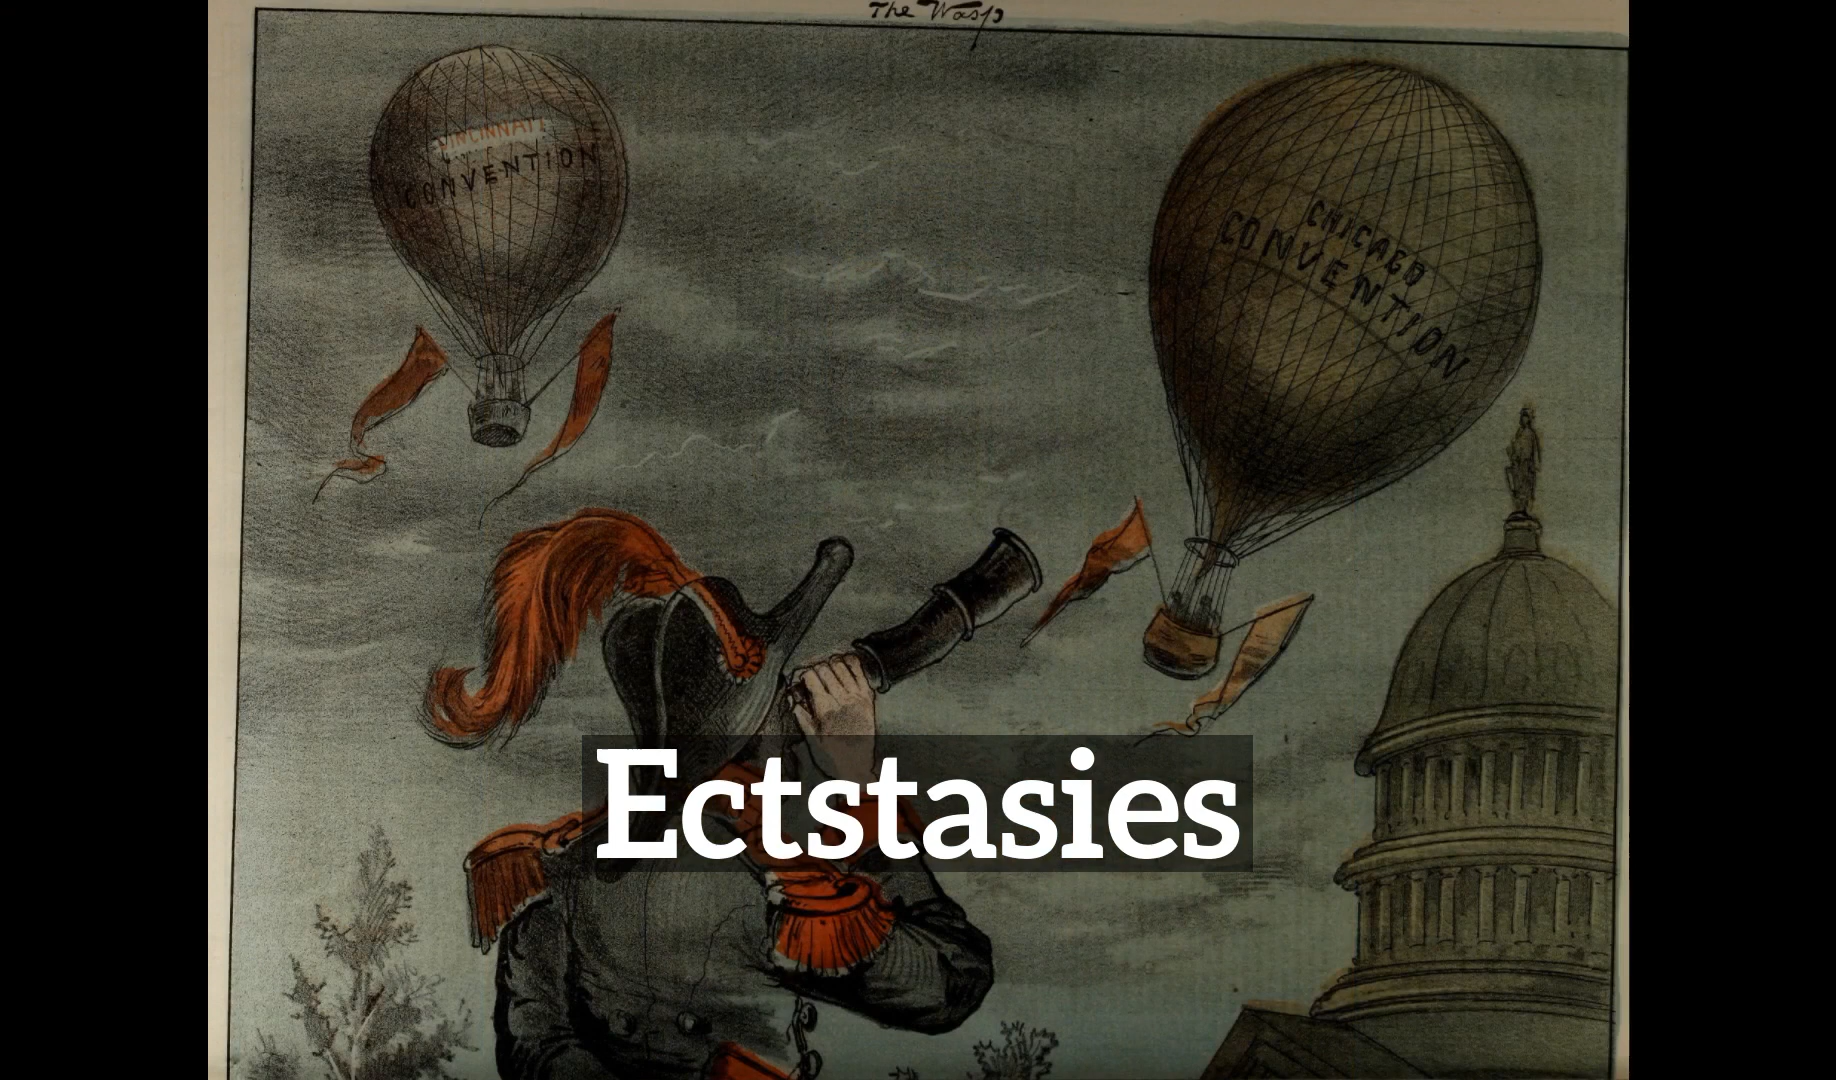 The Wasp
CINCINNATI
CONVENTION
CHICAGO
CONVENTION
Ectstasies